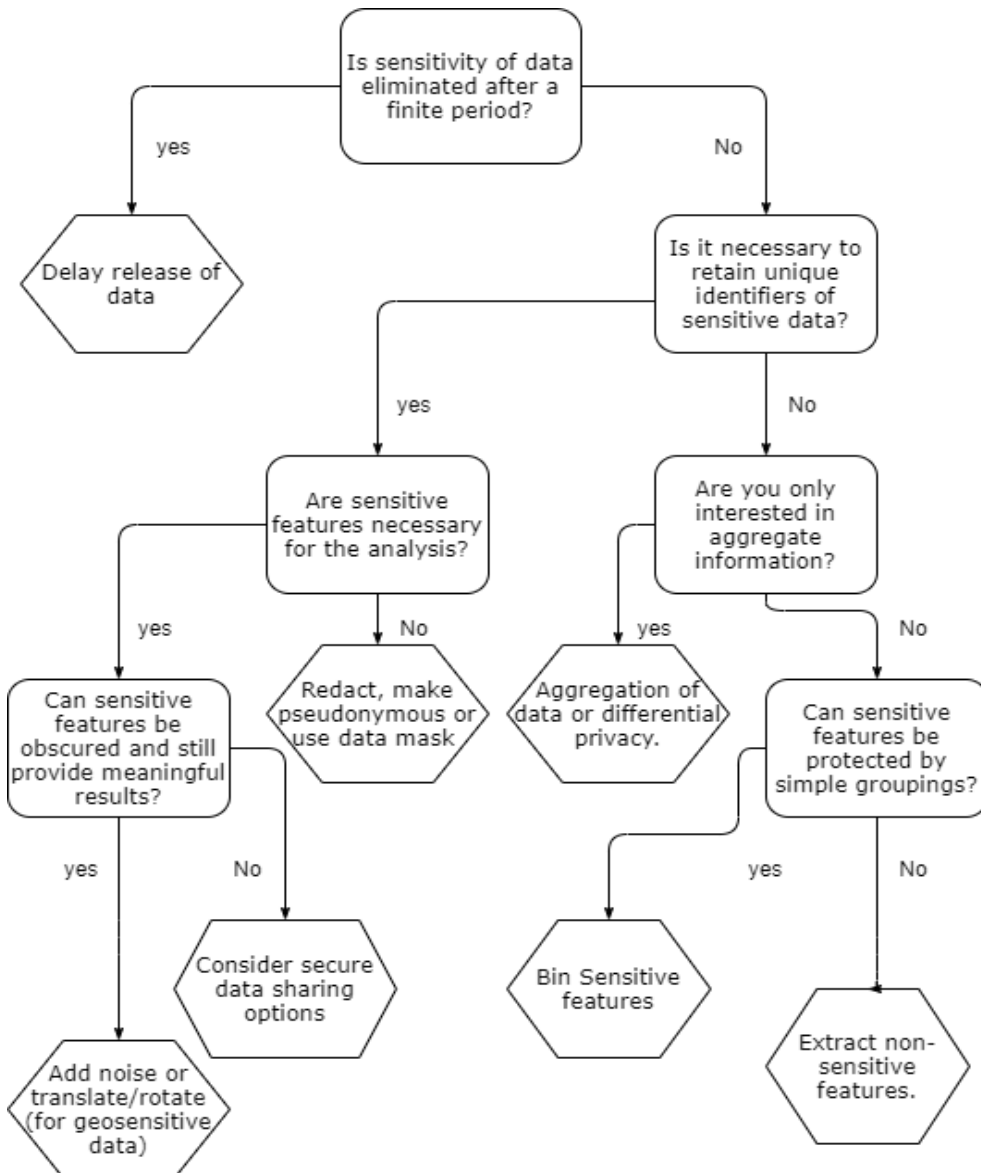 Is sensitivity of data
eliminated after a
finite period?
yes
No
Delay release of
data
Is it necessary to
retain unique
identifiers of
sensitive data?
yes
No
Are sensitive
features necessary
for the analysis?
Are you only
interested in
aggregate
information?
yes
No
yes
No
Can sensitive
features be
obscured and still
provide meaningful
results?
Redact, make
pseudonymous or
use data mask
Aggregation of
data or differential
privacy.
Can sensitive
features be
protected by
simple groupings?
yes
No
yes
No
Consider secure
data sharing
options
Bin Sensitive
features
Add noise or
translate/rotate
(for geosensitive
data)
Extract non-
sensitive
features.